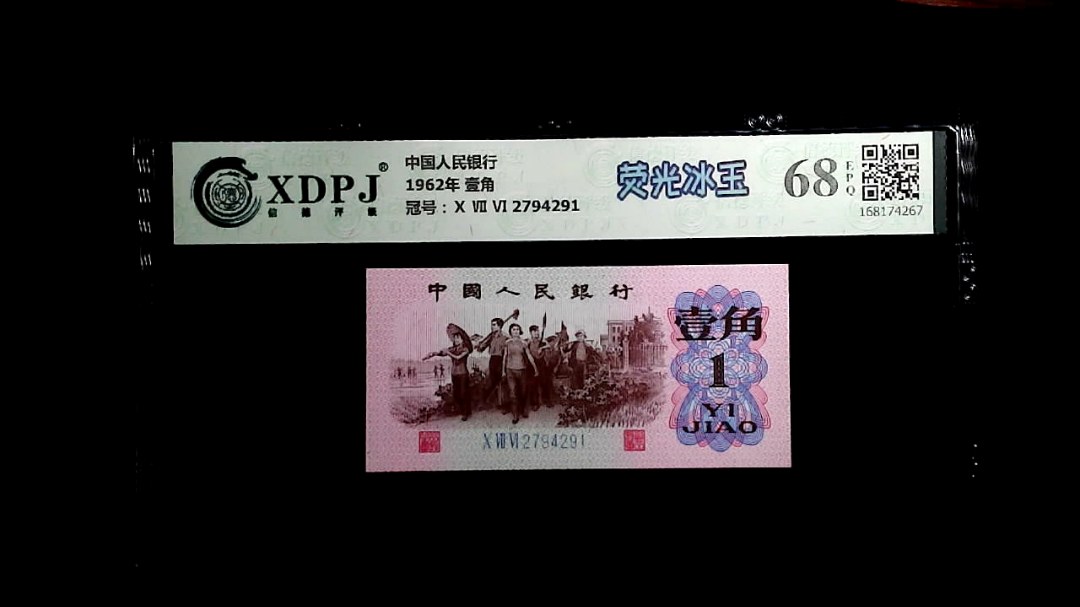 XDPJ®
信德评级
中国人民银行
1962年 壹角
冠号：X Ⅶ Ⅵ 2794291
荧光冰玉
68
EPQ
168174267
中國人民銀行
壹角
1
YI
JIAO
X Ⅶ Ⅵ 2794291